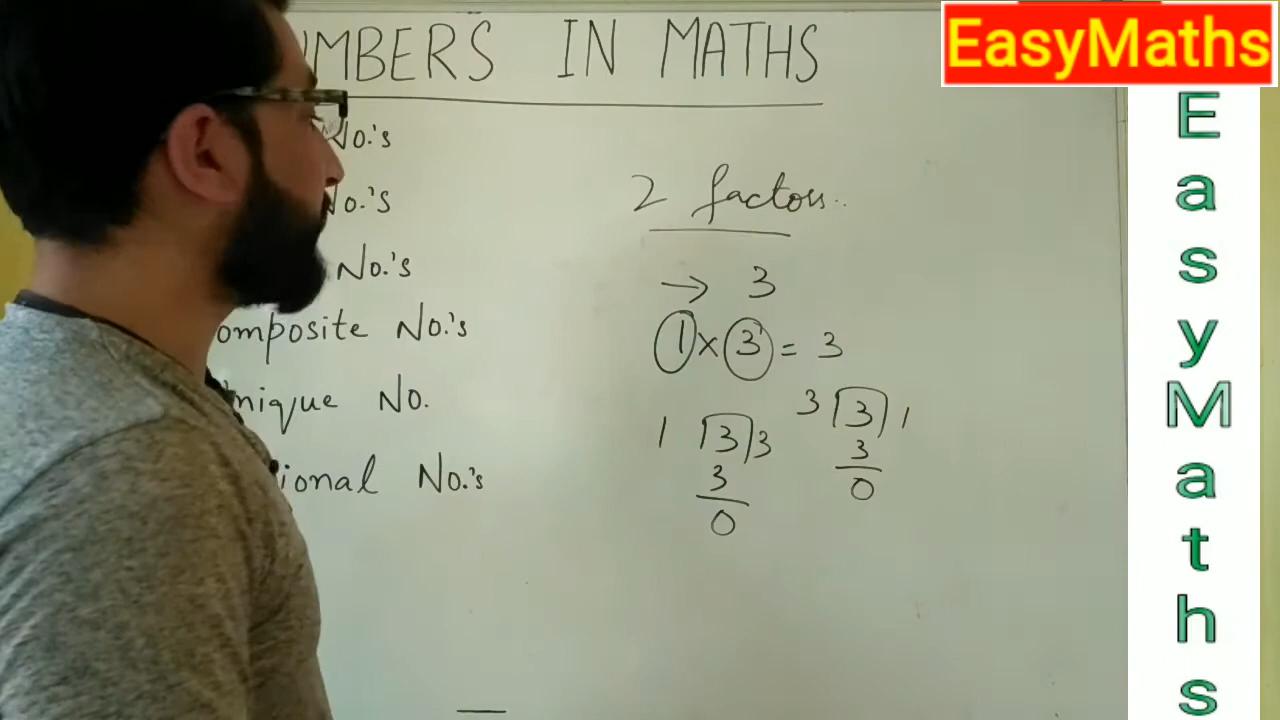 EasyMaths
UMBERS IN MATHS
No.'s
No.'s
No.'s
omposite No.'s
nique No.
ional No.'s
2 factors..
→ 3
1 × 3 = 3
1 3 3
3
0
3 3 1
3
0
EasyMaths